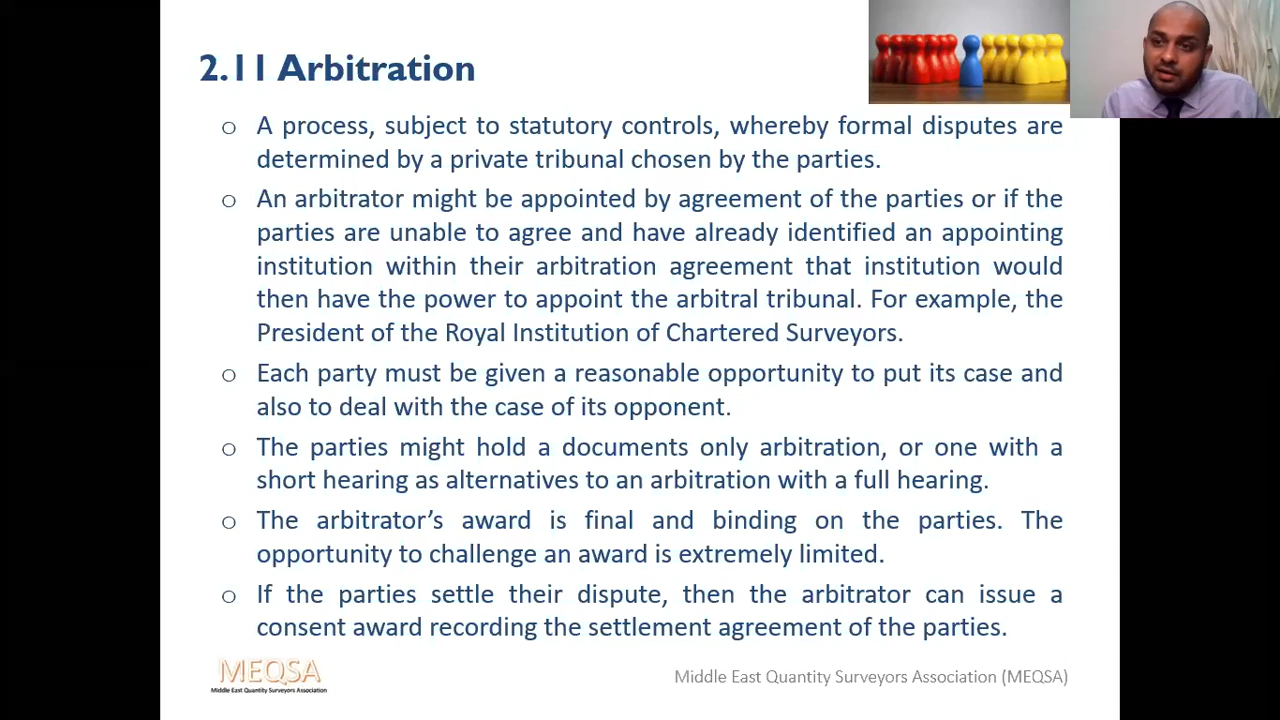 2.11 Arbitration
o A process, subject to statutory controls, whereby formal disputes are
determined by a private tribunal chosen by the parties.
o An arbitrator might be appointed by agreement of the parties or if the
parties are unable to agree and have already identified an appointing
institution within their arbitration agreement that institution would
then have the power to appoint the arbitral tribunal. For example, the
President of the Royal Institution of Chartered Surveyors.
o Each party must be given a reasonable opportunity to put its case and
also to deal with the case of its opponent.
o The parties might hold a documents only arbitration, or one with a
short hearing as alternatives to an arbitration with a full hearing.
o The arbitrator’s award is final and binding on the parties. The
opportunity to challenge an award is extremely limited.
o If the parties settle their dispute, then the arbitrator can issue a
consent award recording the settlement agreement of the parties.
MEQSA
Middle East Quantity Surveyors Association
Middle East Quantity Surveyors Association (MEQSA)